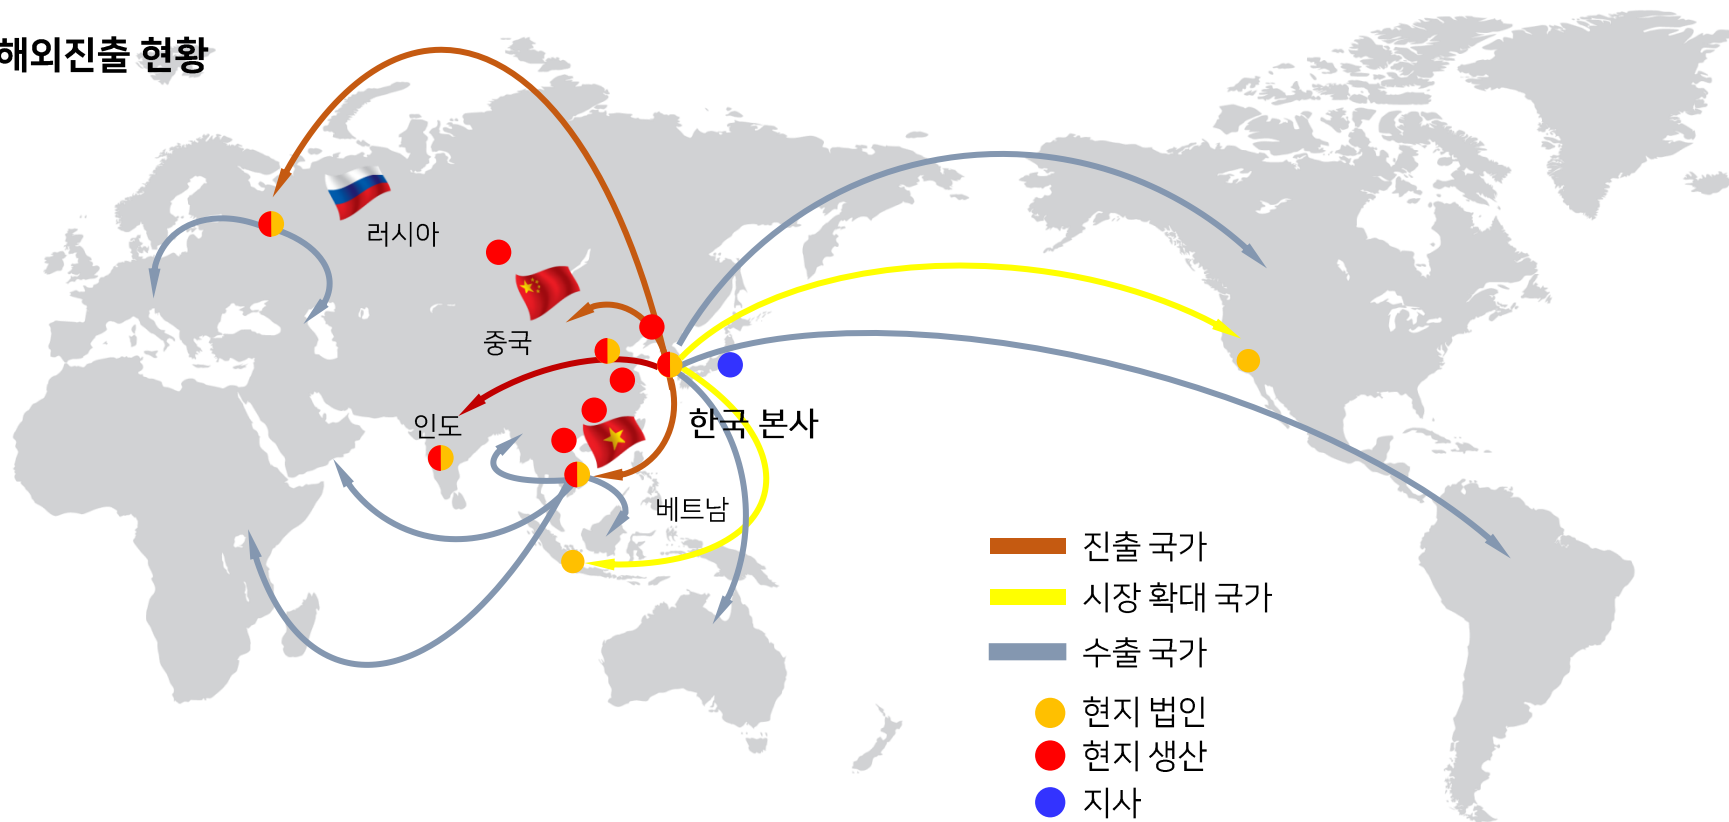 해외진출 현황
러시아
중국
인도
한국 본사
베트남
진출 국가
시장 확대 국가
수출 국가
현지 법인
현지 생산
지사